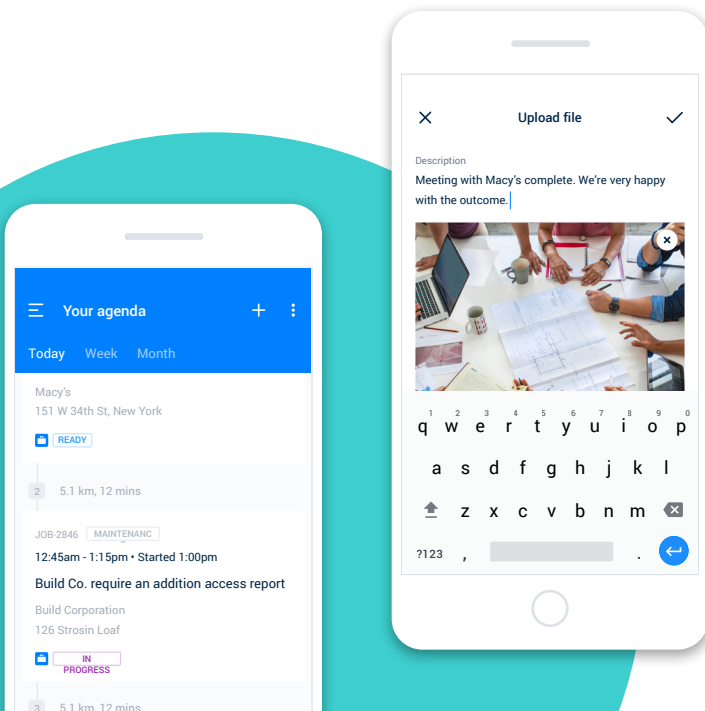 Upload file
Description
Meeting with Macy's complete. We're very happy
with the outcome.
1 2 3 4 5 6 7 8 9 0
q w e r t y u i o p
a s d f g h j k l
z x c v b n m
?123 , .
Your agenda
Today Week Month
Macy's
151 W 34th St, New York
READY
2 5.1 km, 12 mins
JOB-2846 MAINTENANC
12:45am - 1:15pm • Started 1:00pm
Build Co. require an addition access report
Build Corporation
126 Strosin Loaf
IN
PROGRESS
3 5.1 km, 12 mins